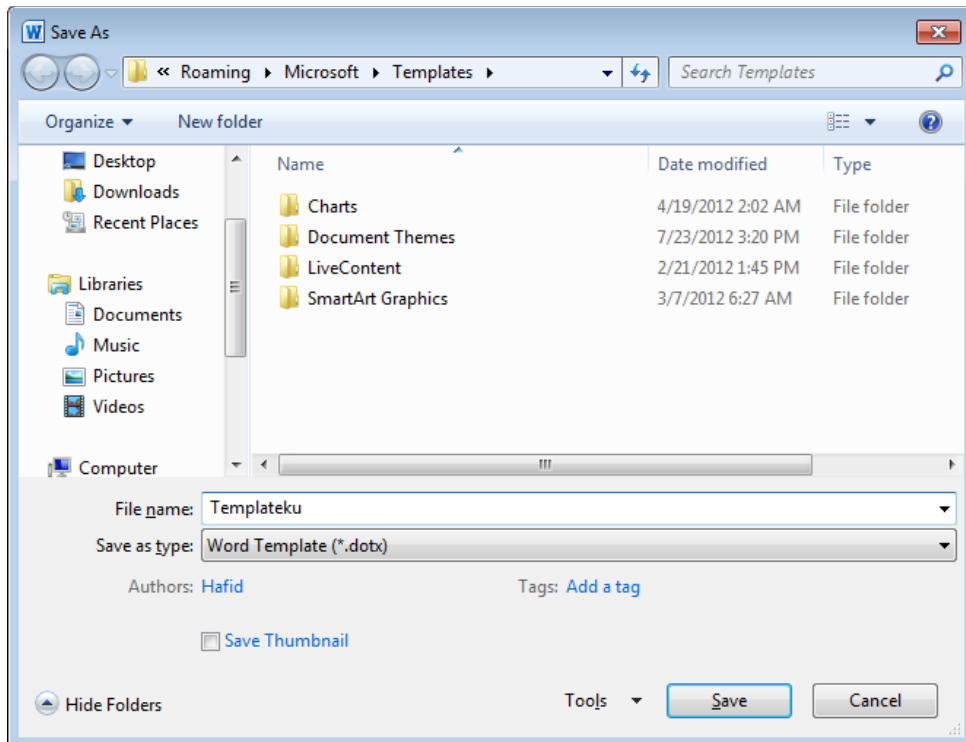 Save As
« Roaming ▸ Microsoft ▸ Templates ▸ Search Templates
Organize ▾ New folder
Desktop
Downloads
Recent Places
Libraries
Documents
Music
Pictures
Videos
Computer
Name Date modified Type
Charts 4/19/2012 2:02 AM File folder
Document Themes 7/23/2012 3:20 PM File folder
LiveContent 2/21/2012 1:45 PM File folder
SmartArt Graphics 3/7/2012 6:27 AM File folder
File name: Templateku
Save as type: Word Template (*.dotx)
Authors: Hafid Tags: Add a tag
Save Thumbnail
Hide Folders Tools ▾ Save Cancel